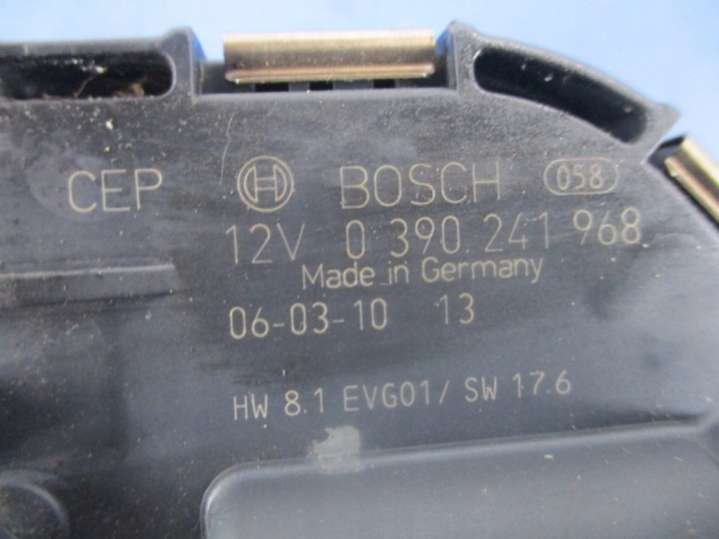 CEP BOSCH 058
12V 0 390 241 968
Made in Germany
06-03-10 13
HW 8.1 EVG01/ SW 17.6